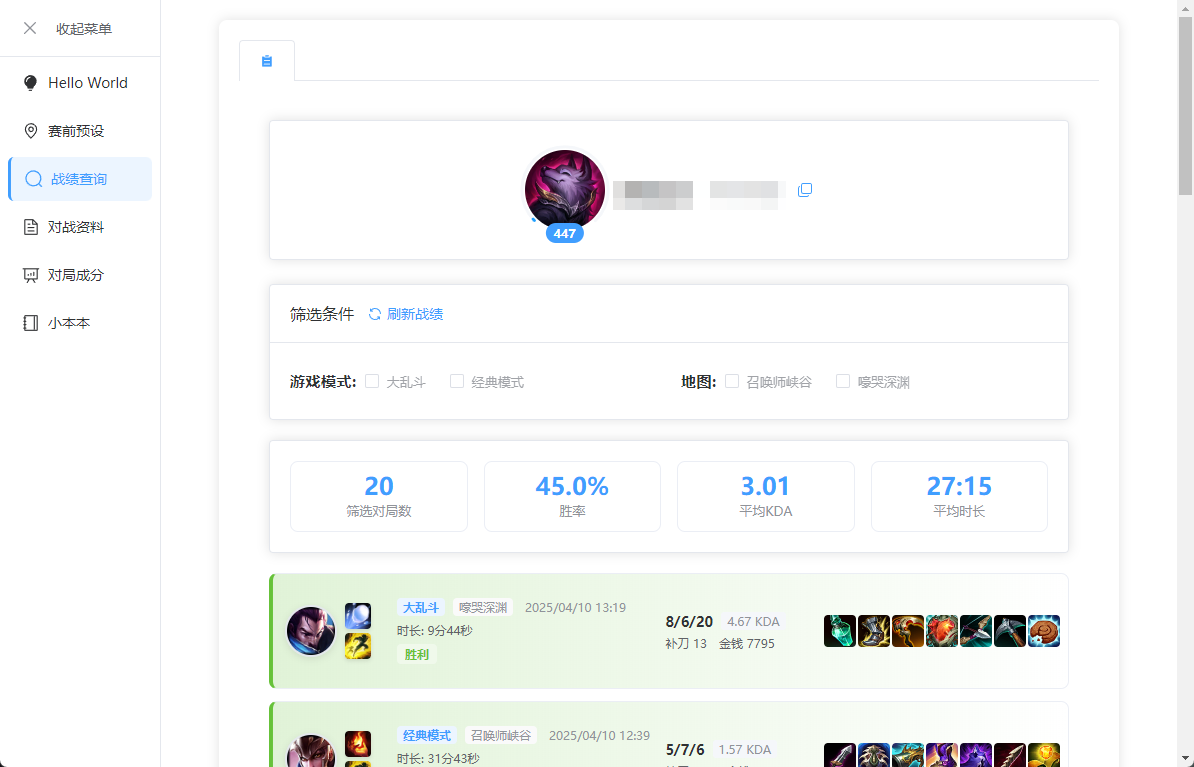 收起菜单
Hello World
赛前预设
战绩查询
对战资料
对局成分
小本本
447
筛选条件 刷新战绩
游戏模式: 大乱斗 经典模式 地图: 召唤师峡谷 嚎哭深渊
20 45.0% 3.01 27:15
筛选对局数 胜率 平均KDA 平均时长
大乱斗 嚎哭深渊 2025/04/10 13:19
时长: 9分44秒
胜利
8/6/20 4.67 KDA
补刀 13 金钱 7795
经典模式 召唤师峡谷 2025/04/10 12:39
时长: 31分43秒
5/7/6 1.57 KDA